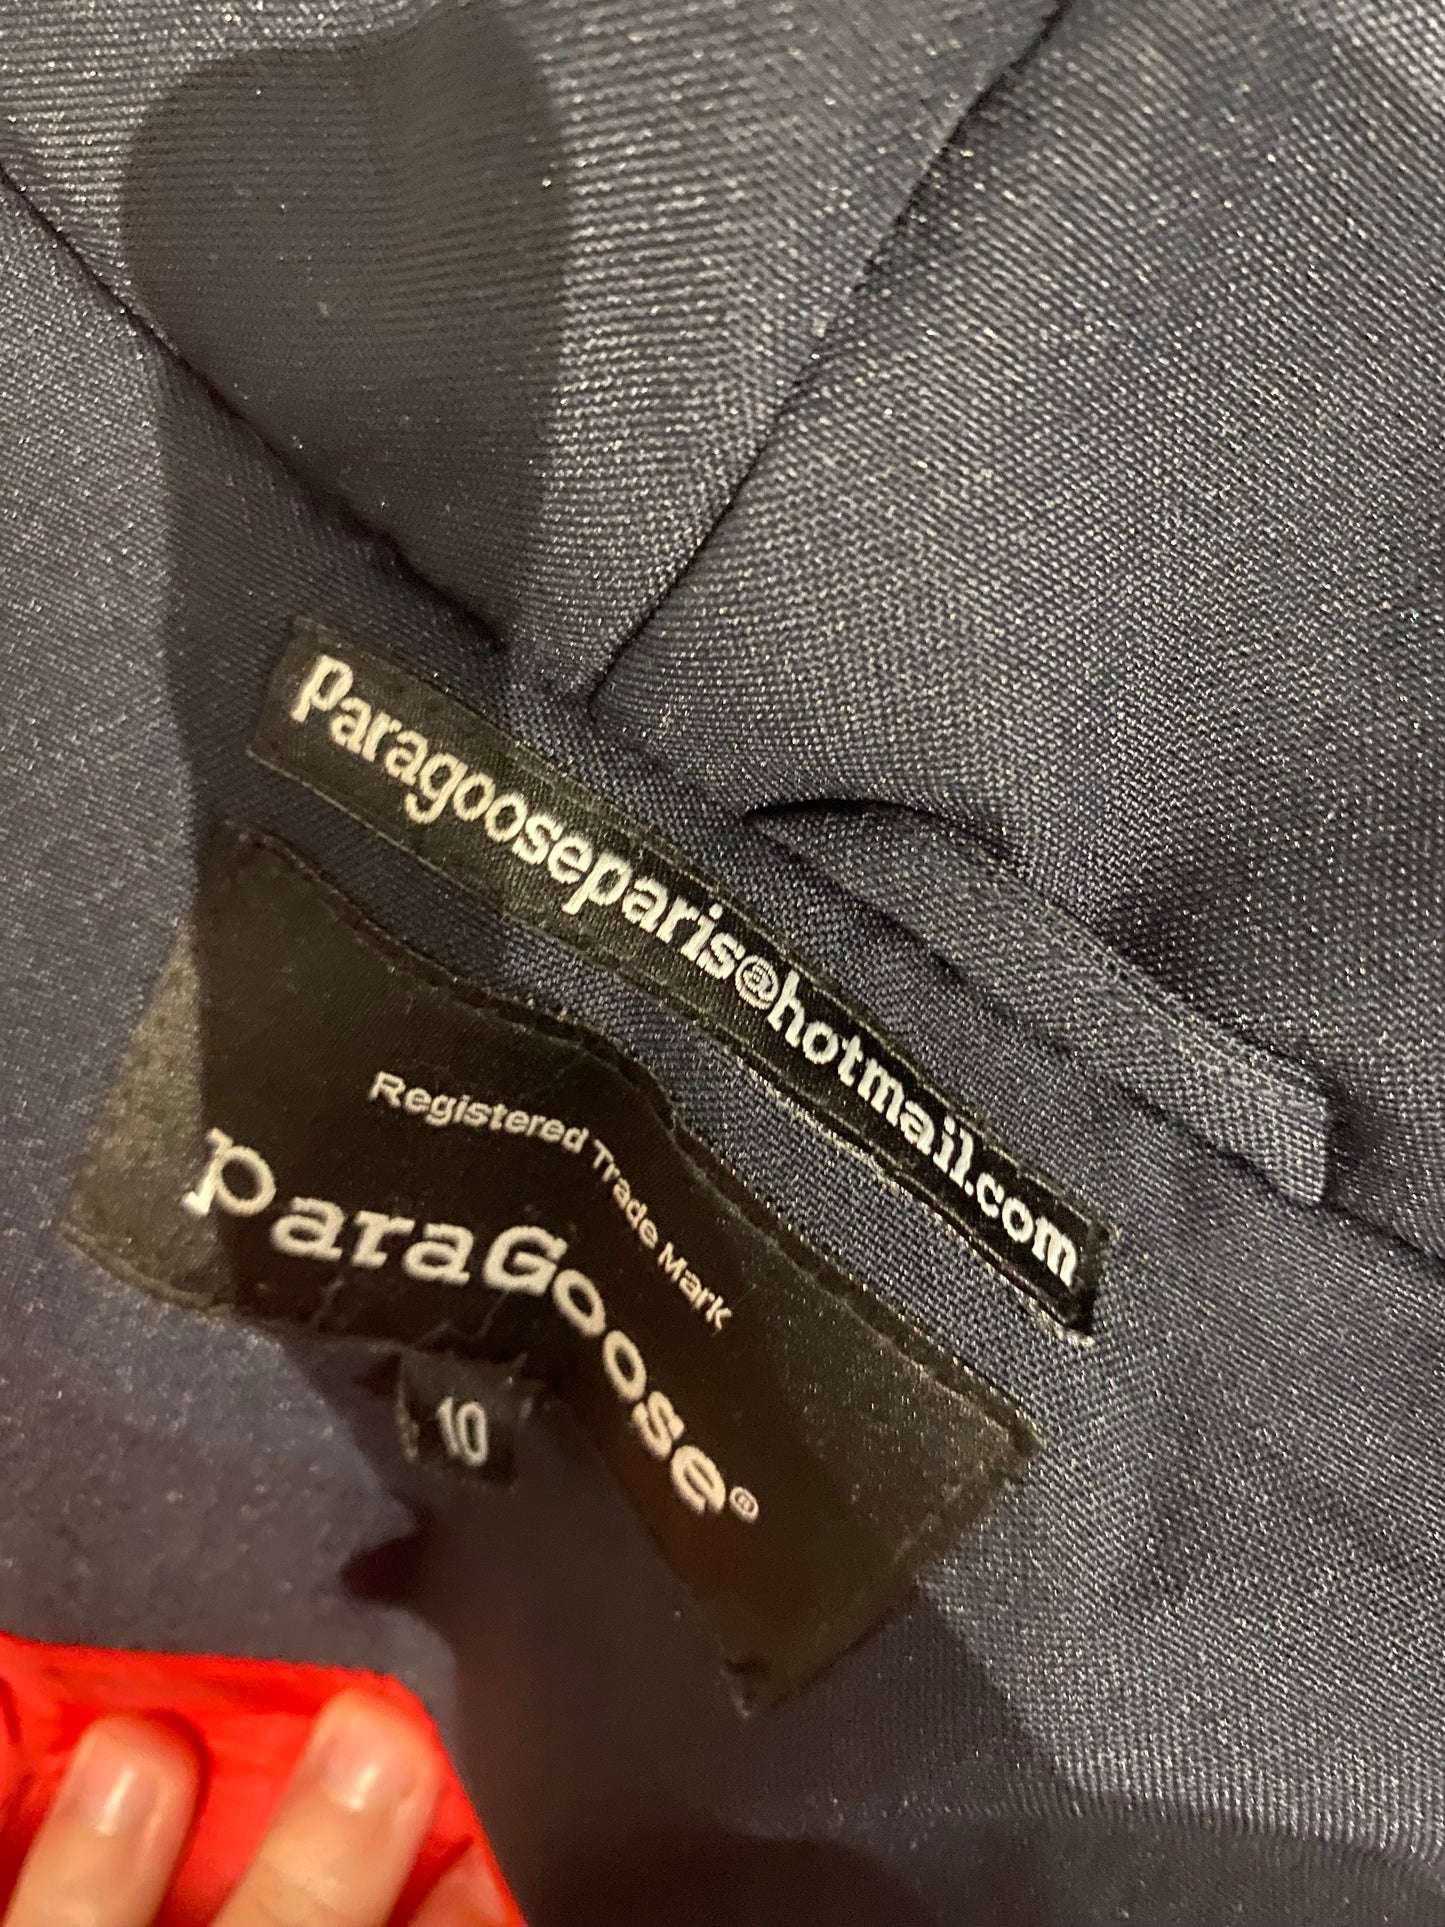 Paragooseparis@hotmail.com
Registered Trade Mark
paraGoose®
10